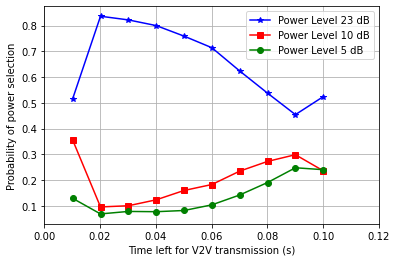 Power Level 23 dB
Power Level 10 dB
Power Level 5 dB
Probability of power selection
0.8
0.7
0.6
0.5
0.4
0.3
0.2
0.1
0.00 0.02 0.04 0.06 0.08 0.10 0.12
Time left for V2V transmission (s)